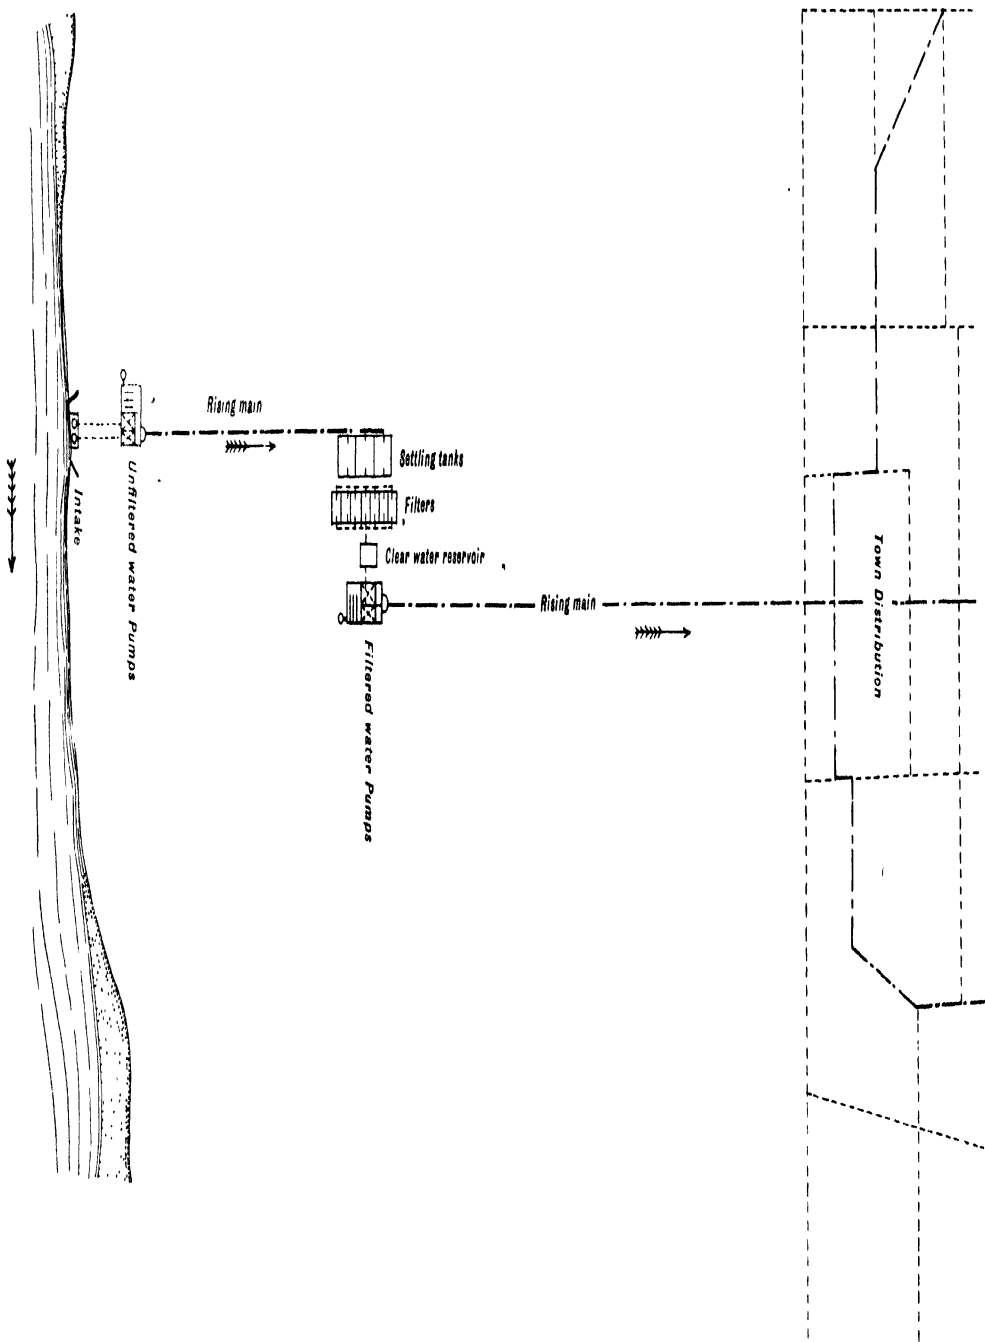 Rising main
Settling tanks
Intake
Unfiltered water Pumps
Filters
Clear water reservoir
Rising main
Filtered water Pumps
Town Distribution